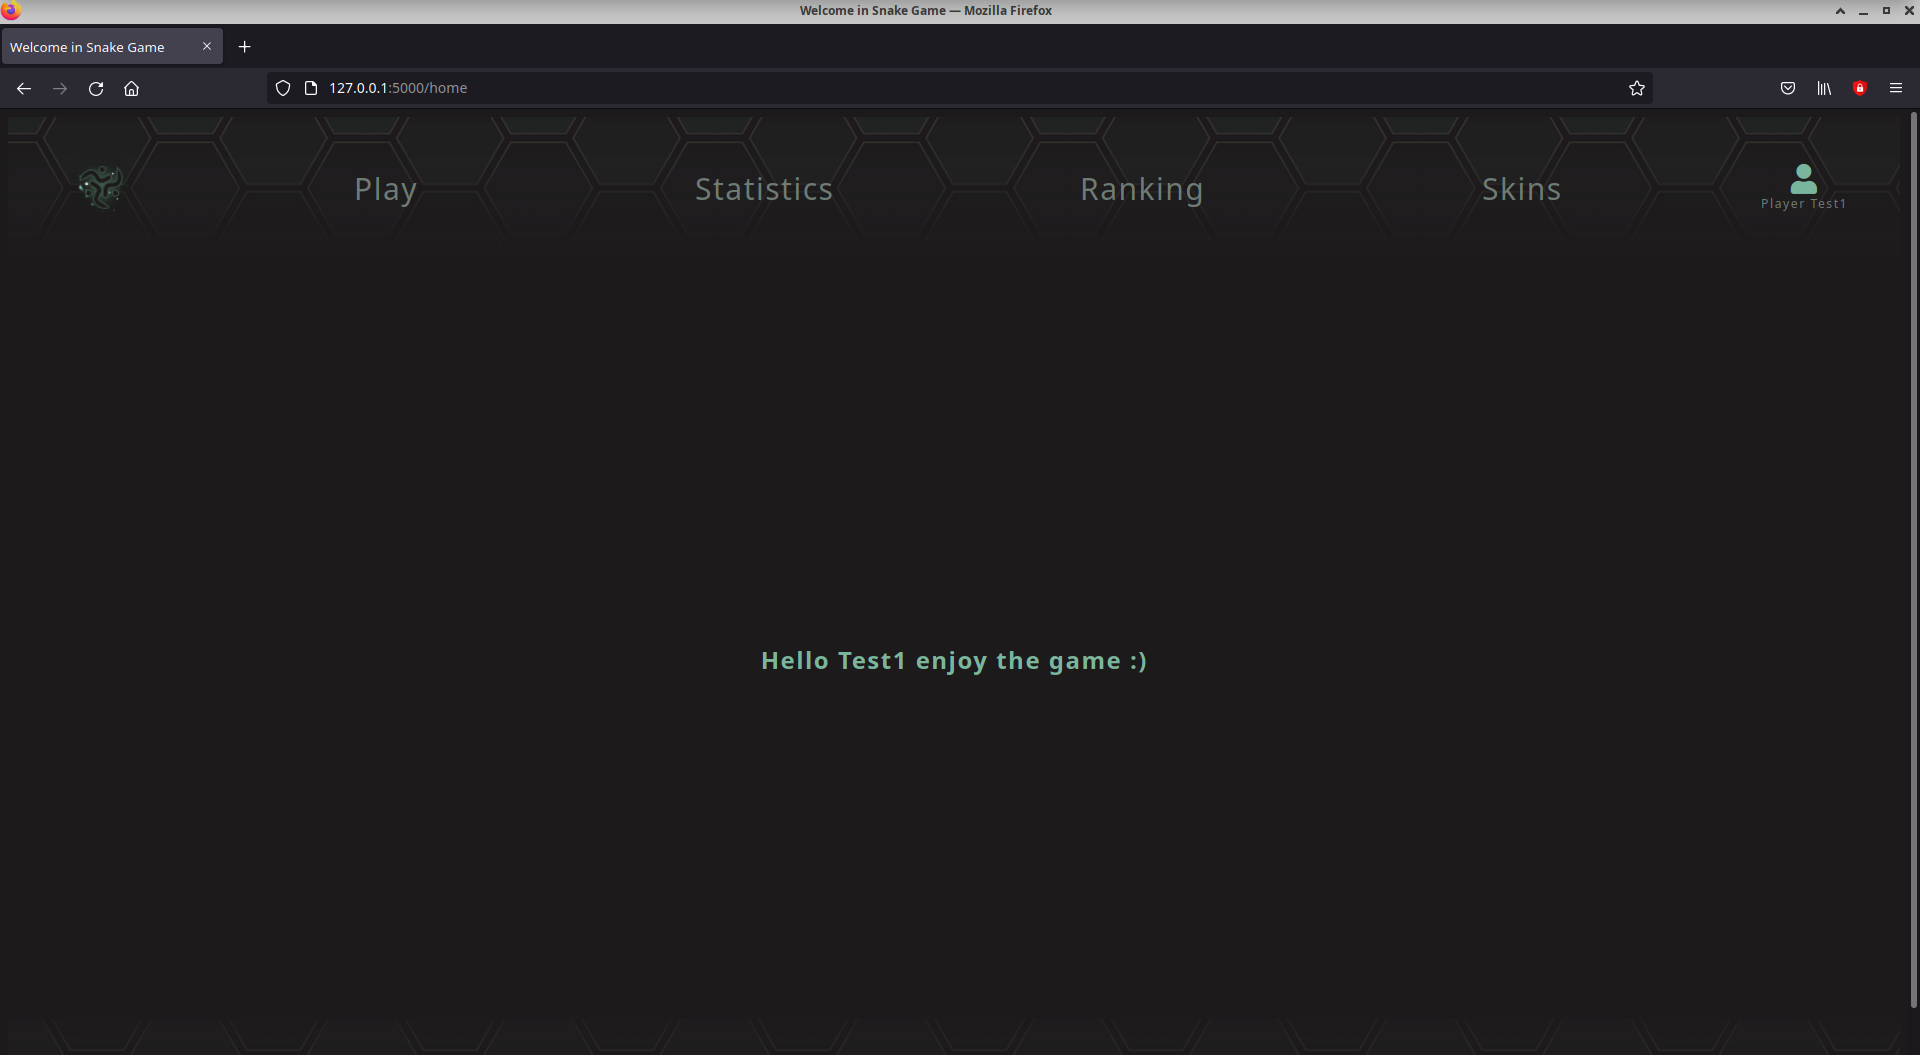 Welcome in Snake Game — Mozilla Firefox
Welcome in Snake Game
127.0.0.1:5000/home
Play
Statistics
Ranking
Skins
Player Test1
Hello Test1 enjoy the game :)